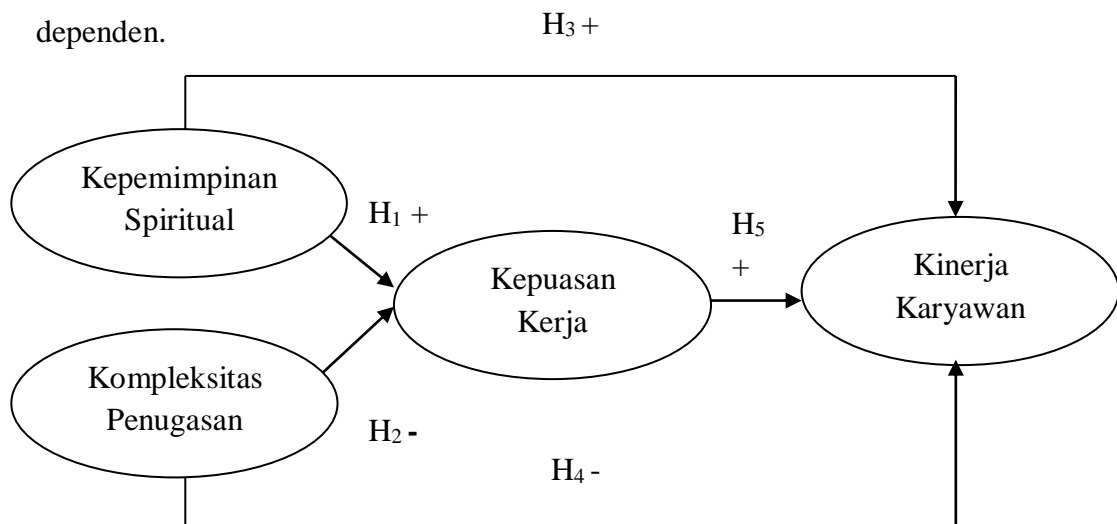 dependen.
H₃ +
Kepemimpinan
Spiritual
H₁ +
H₅
+
Kepuasan
Kerja
Kinerja
Karyawan
Kompleksitas
Penugasan
H₂ -
H₄ -